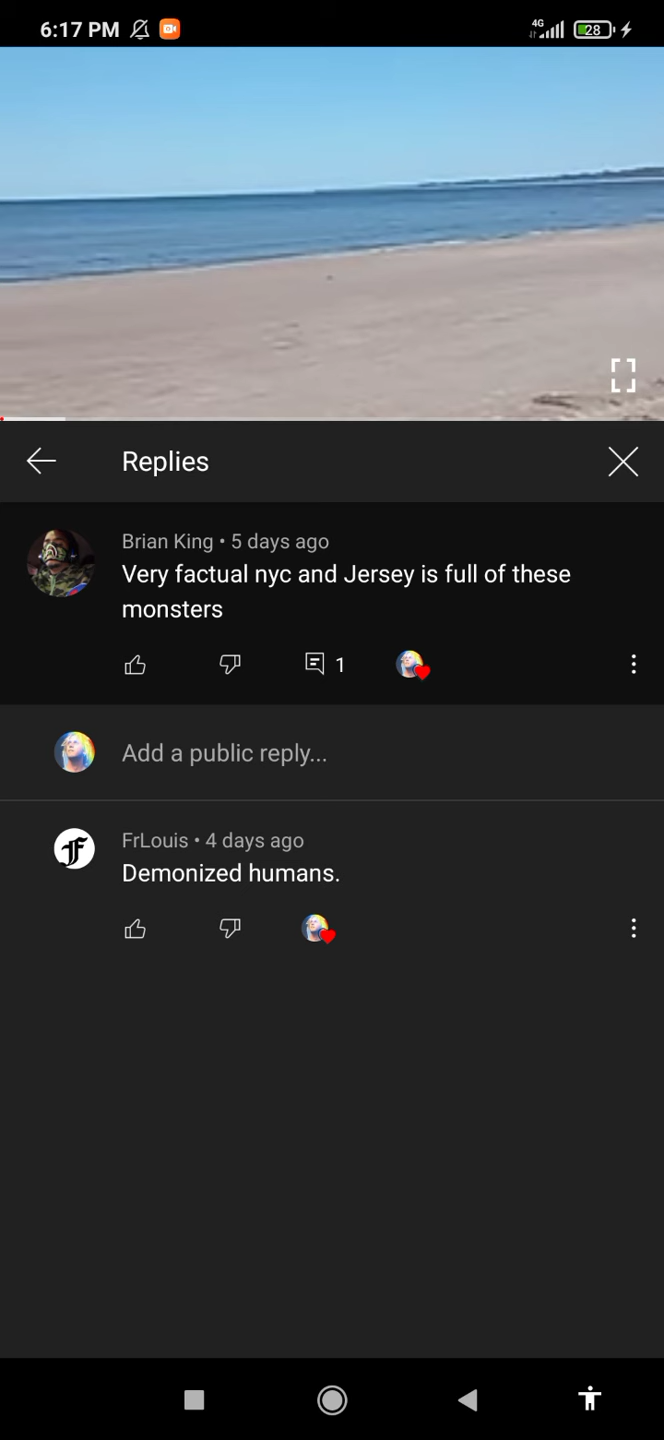 6:17 PM
4G
28
Replies
Brian King • 5 days ago
Very factual nyc and Jersey is full of these
monsters
1
Add a public reply...
FrLouis • 4 days ago
Demonized humans.